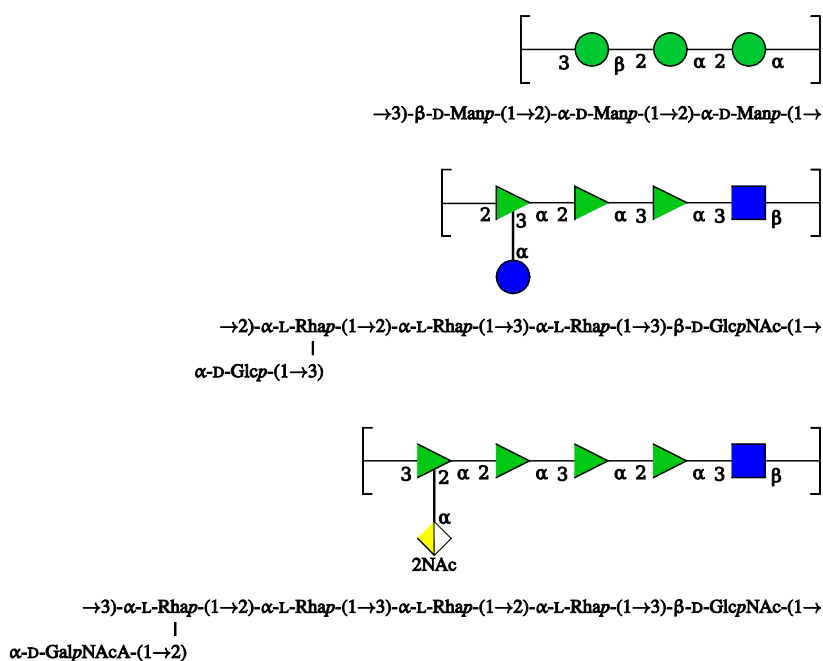 3 β 2 α 2 α
→3)-β-D-Manp-(1→2)-α-D-Manp-(1→2)-α-D-Manp-(1→
2 3 α 2 α 3 α 3 β
α
→2)-α-L-Rhap-(1→2)-α-L-Rhap-(1→3)-α-L-Rhap-(1→3)-β-D-GlcpNAc-(1→
α-D-Glcp-(1→3)
3 2 α 2 α 3 α 2 α 3 β
α
2NAc
→3)-α-L-Rhap-(1→2)-α-L-Rhap-(1→3)-α-L-Rhap-(1→2)-α-L-Rhap-(1→3)-β-D-GlcpNAc-(1→
α-D-GalpNAcA-(1→2)